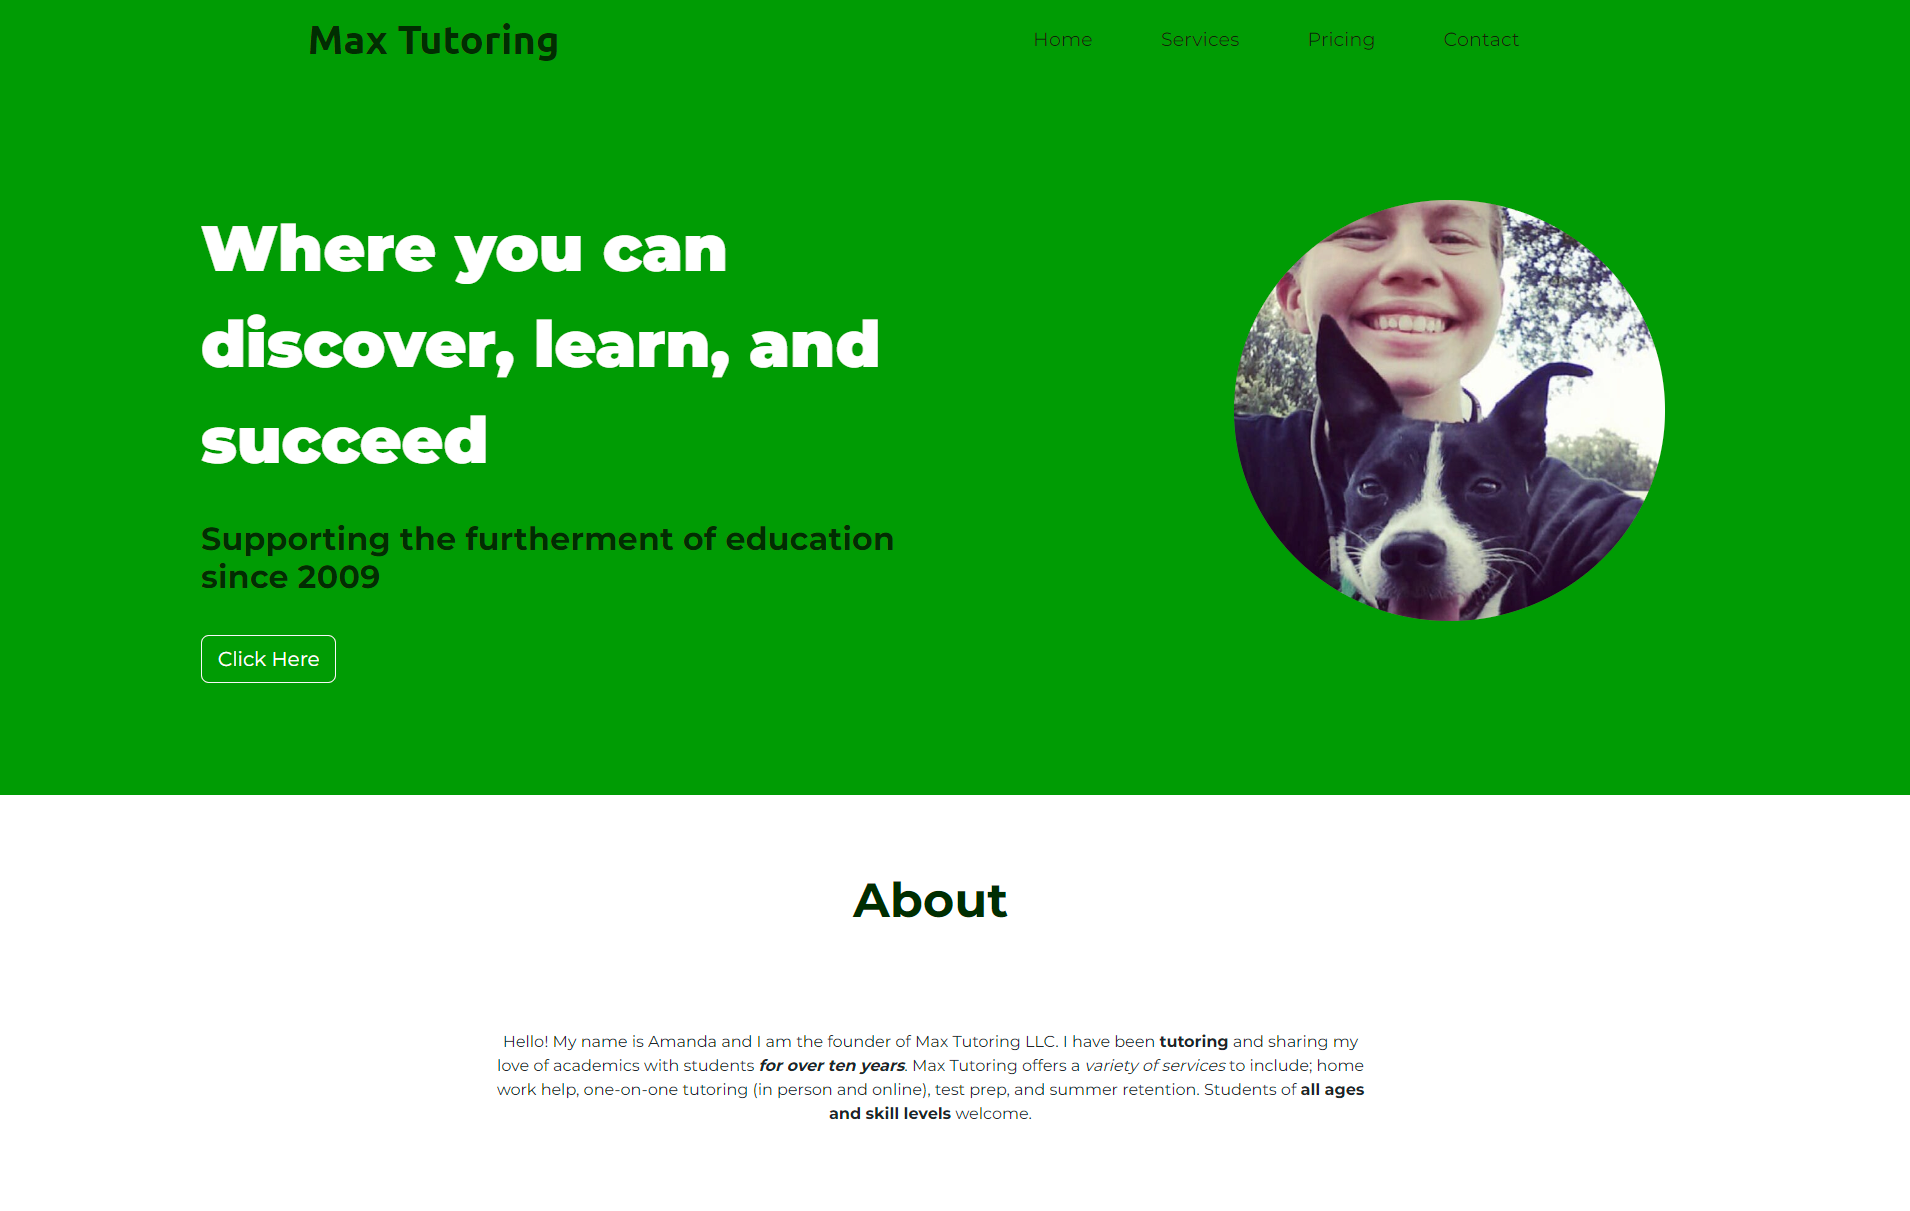 Max Tutoring
Home Services Pricing Contact
Where you can
discover, learn, and
succeed
Supporting the furtherment of education
since 2009
Click Here
About
Hello! My name is Amanda and I am the founder of Max Tutoring LLC. I have been tutoring and sharing my
love of academics with students for over ten years. Max Tutoring offers a variety of services to include; home
work help, one-on-one tutoring (in person and online), test prep, and summer retention. Students of all ages
and skill levels welcome.